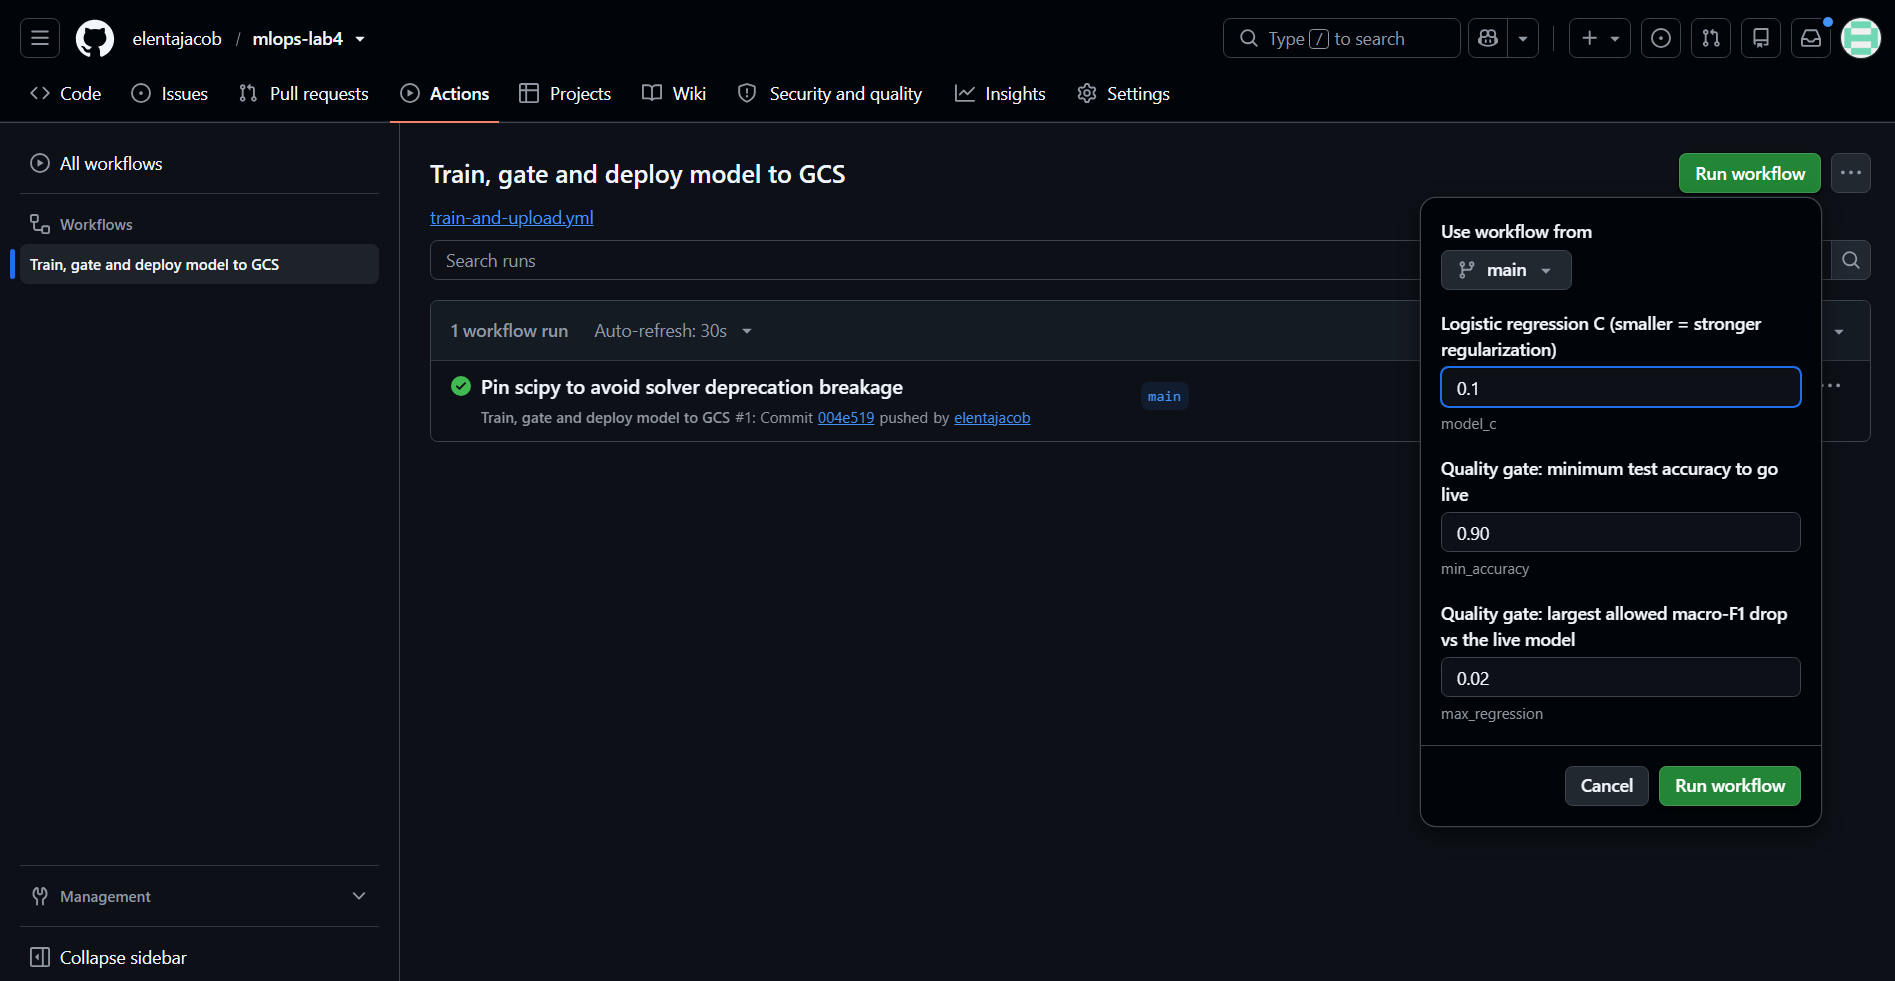 elentajacob / mlops-lab4
Type / to search
Code
Issues
Pull requests
Actions
Projects
Wiki
Security and quality
Insights
Settings
All workflows
Workflows
Train, gate and deploy model to GCS
Management
Collapse sidebar
Train, gate and deploy model to GCS
train-and-upload.yml
Search runs
1 workflow run
Auto-refresh: 30s
Pin scipy to avoid solver deprecation breakage
Train, gate and deploy model to GCS #1: Commit 004e519 pushed by elentajacob
main
Run workflow
Use workflow from
main
Logistic regression C (smaller = stronger
regularization)
0.1
model_c
Quality gate: minimum test accuracy to go
live
0.90
min_accuracy
Quality gate: largest allowed macro-F1 drop
vs the live model
0.02
max_regression
Cancel
Run workflow